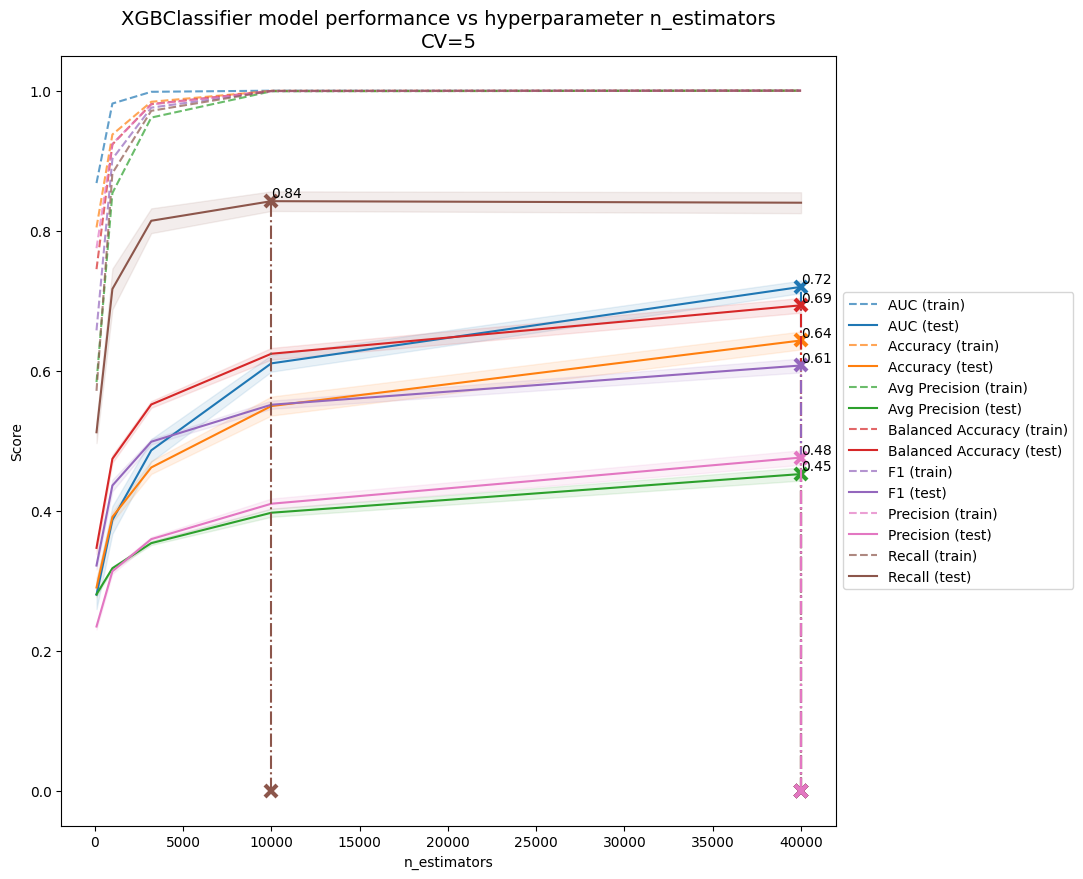 XGBClassifier model performance vs hyperparameter n_estimators
CV=5
Score
1.0
0.8
0.6
0.4
0.2
0.0
0.84
0.72
0.69
0.64
0.61
0.48
0.45
0
5000
10000
15000
20000
25000
30000
35000
40000
n_estimators
AUC (train)
AUC (test)
Accuracy (train)
Accuracy (test)
Avg Precision (train)
Avg Precision (test)
Balanced Accuracy (train)
Balanced Accuracy (test)
F1 (train)
F1 (test)
Precision (train)
Precision (test)
Recall (train)
Recall (test)